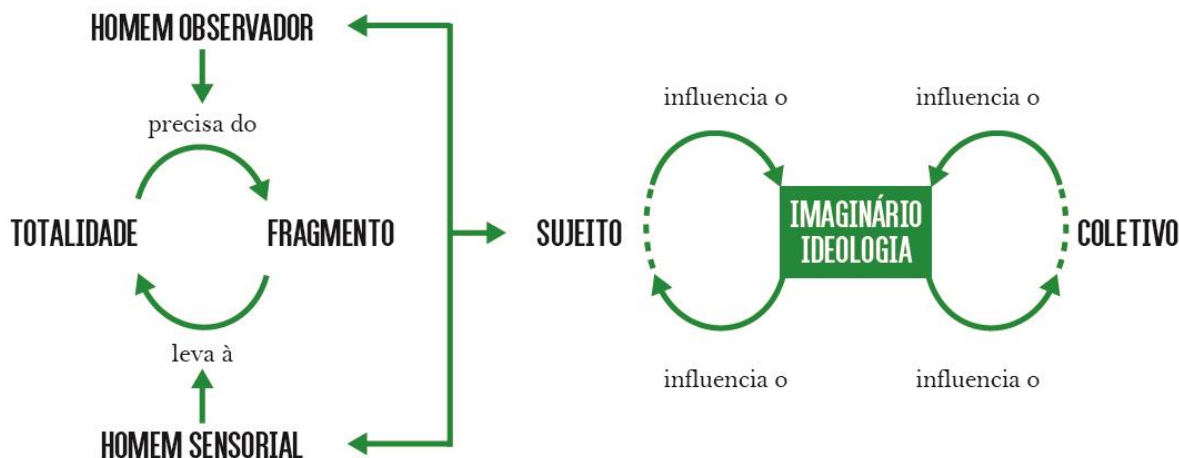 HOMEM OBSERVADOR
precisa do
TOTALIDADE
FRAGMENTO
leva à
HOMEM SENSORIAL
SUJEITO
influencia o
influencia o
IMAGINÁRIO
IDEOLOGIA
COLETIVO
influencia o
influencia o